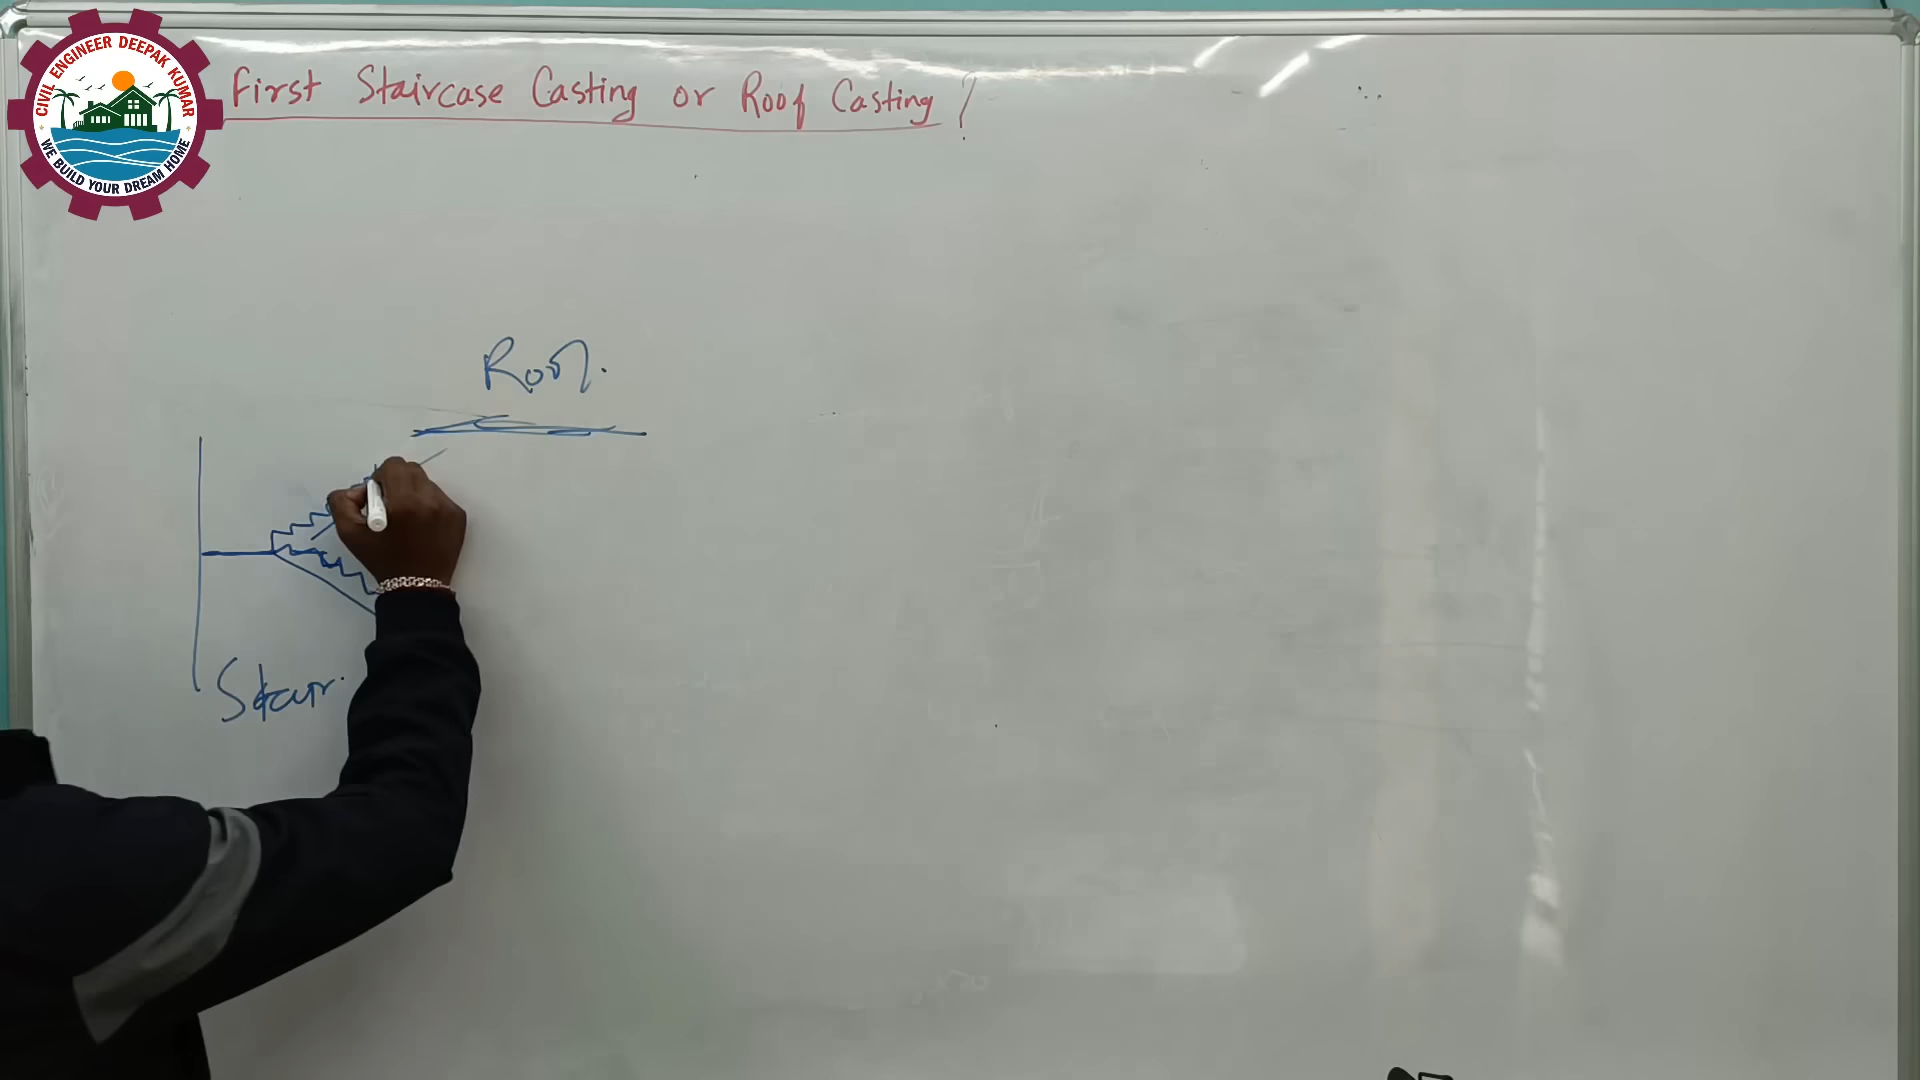 CIVIL ENGINEER DEEPAK KUMAR
WE BUILD YOUR DREAM HOME
First Staircase Casting or Roof Casting ?
Roof.
Stair.